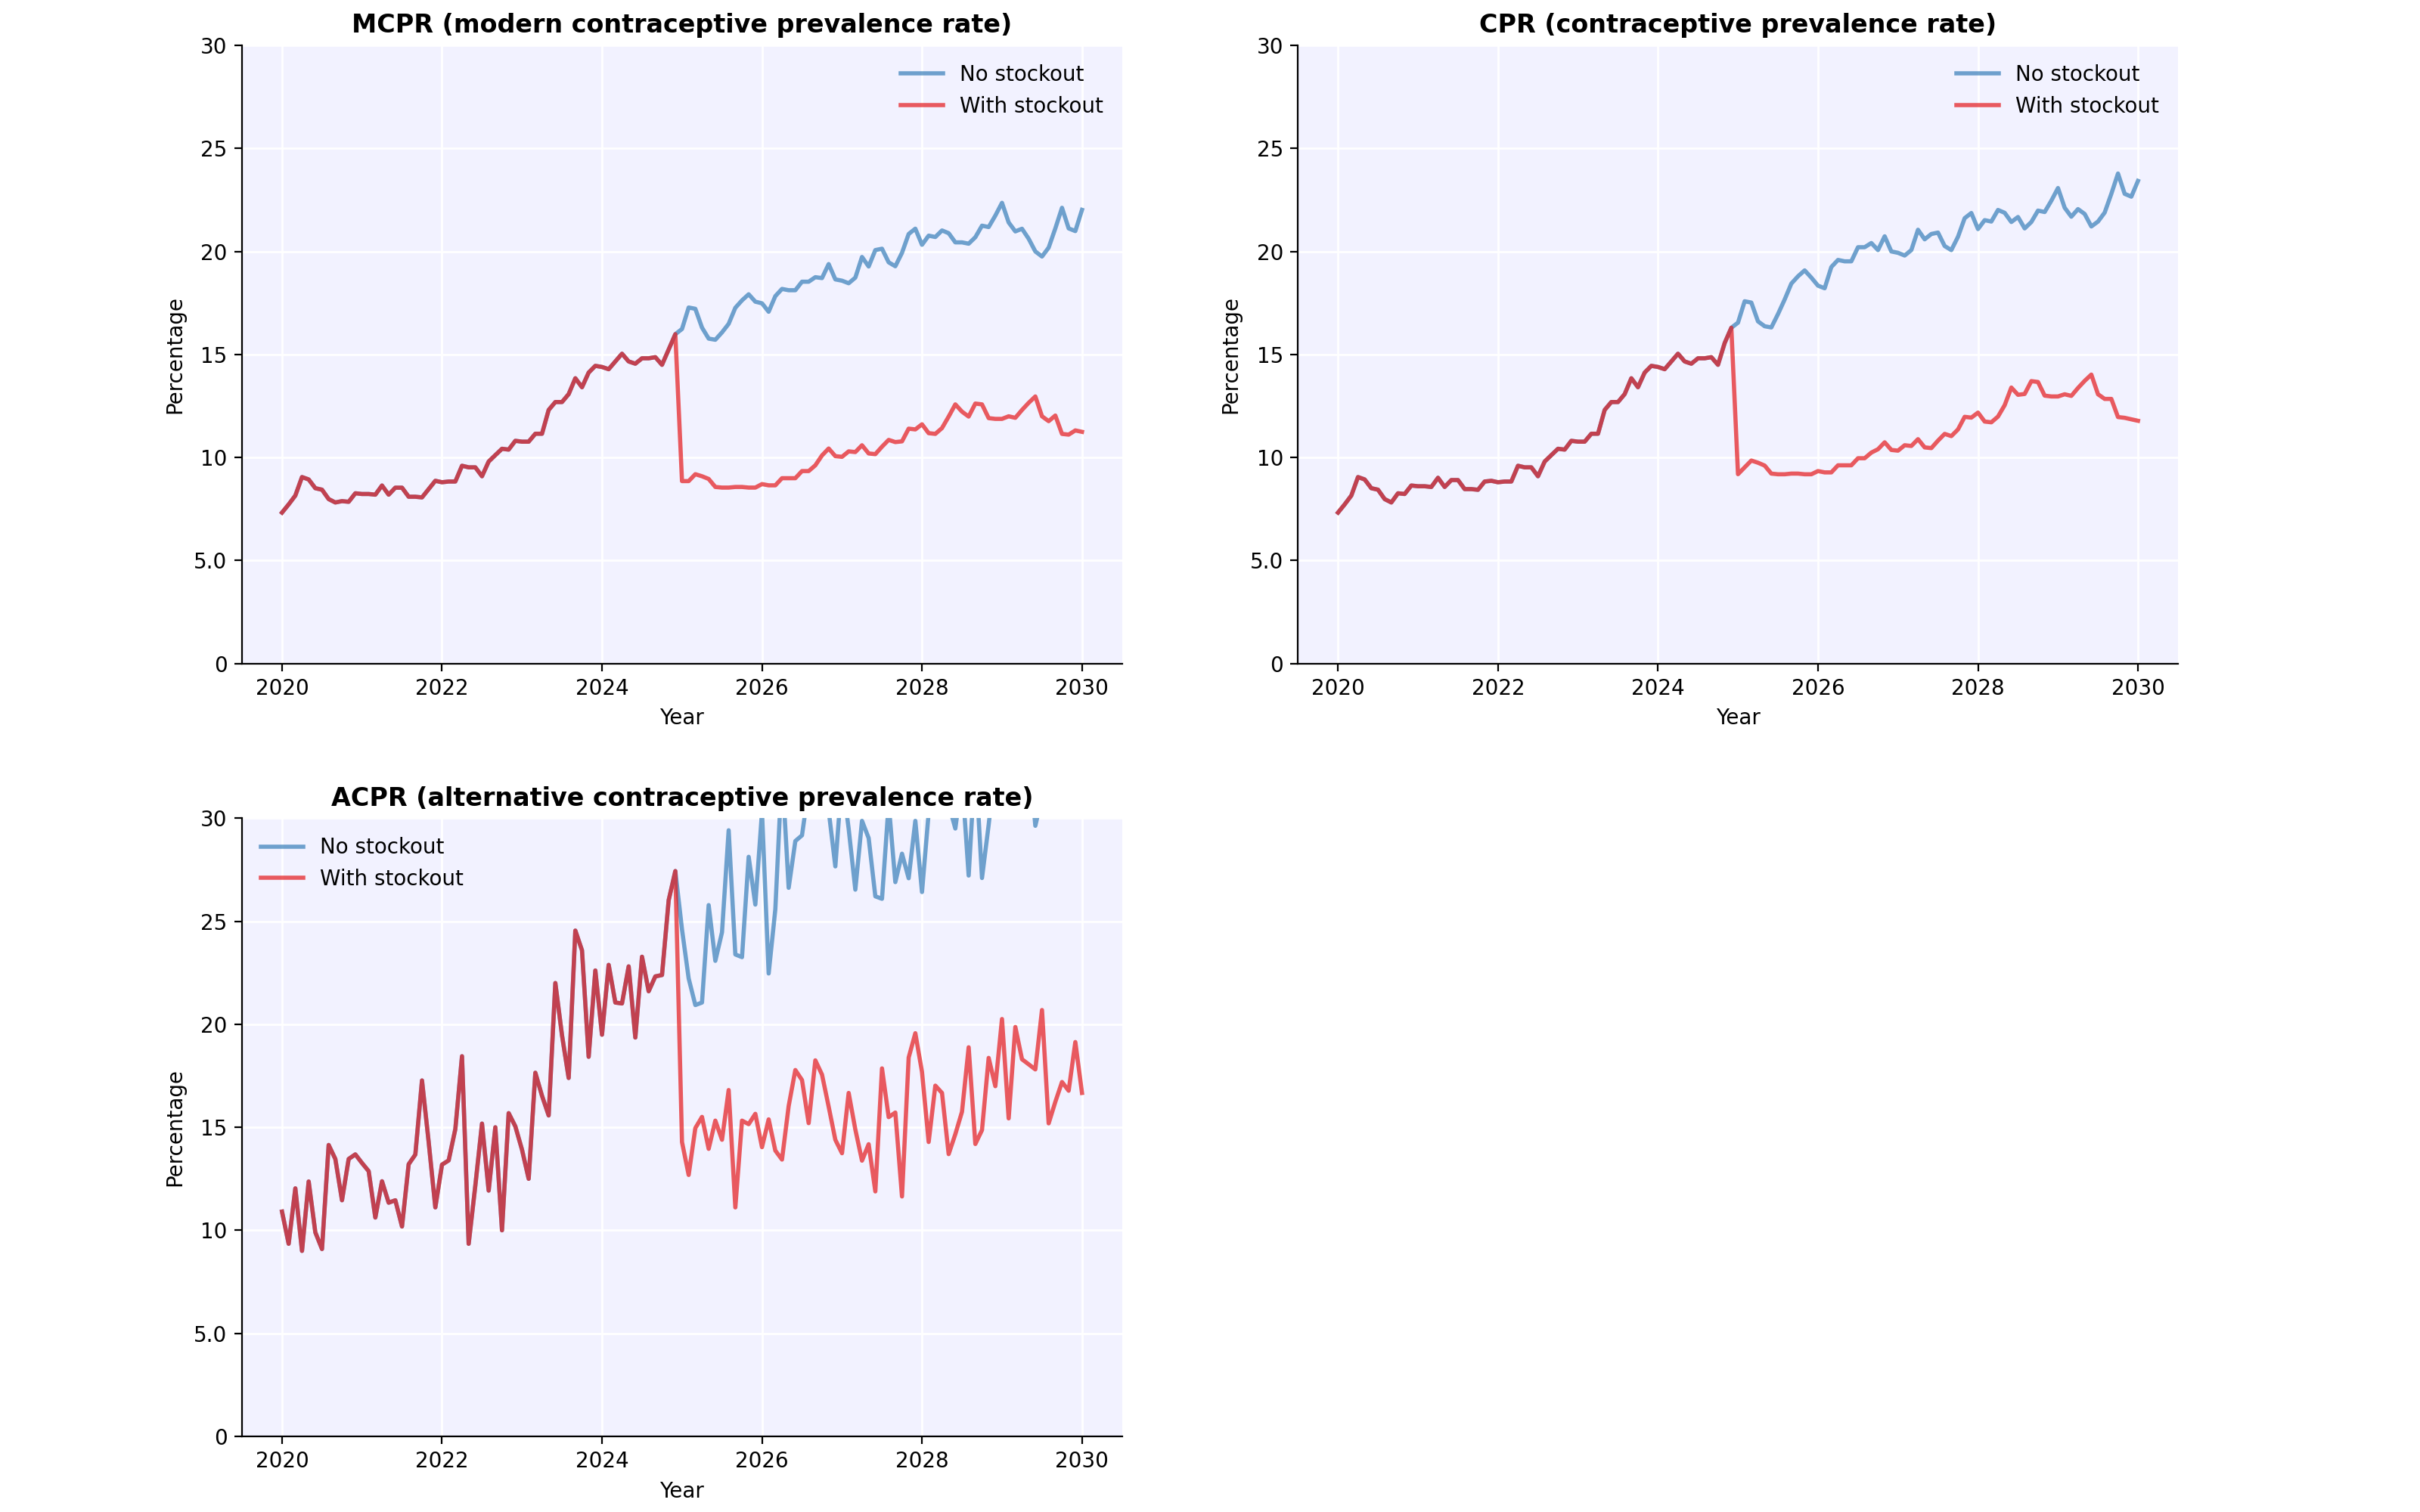 MCPR (modern contraceptive prevalence rate)
30
25
20
15
10
5.0
0
Percentage
No stockout
With stockout
2020 2022 2024 2026 2028 2030
Year
CPR (contraceptive prevalence rate)
30
25
20
15
10
5.0
0
Percentage
No stockout
With stockout
2020 2022 2024 2026 2028 2030
Year
ACPR (alternative contraceptive prevalence rate)
30
25
20
15
10
5.0
0
Percentage
No stockout
With stockout
2020 2022 2024 2026 2028 2030
Year